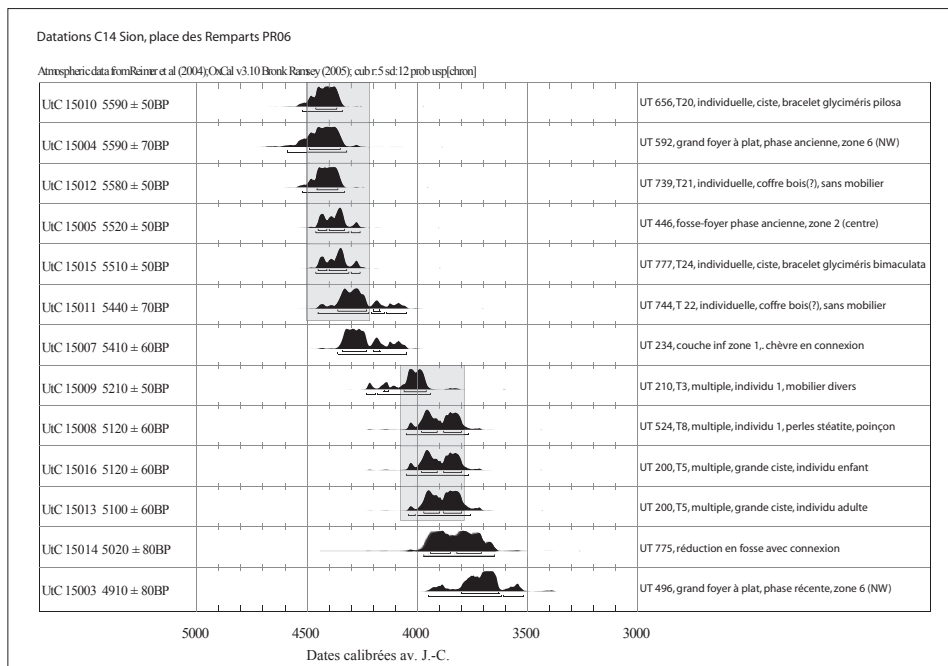 Datations C14 Sion, place des Remparts PR06
Atmospheric data from Reimer et al (2004);OxCal v3.10 Bronk Ramsey (2005); cub r:5 sd:12 prob usp[chron]
UtC 15010 5590 ± 50BP UT 656, T20, individuelle, ciste, bracelet glyciméris pilosa
UtC 15004 5590 ± 70BP UT 592, grand foyer à plat, phase ancienne, zone 6 (NW)
UtC 15012 5580 ± 50BP UT 739, T21, individuelle, coffre bois(?), sans mobilier
UtC 15005 5520 ± 50BP UT 446, fosse-foyer phase ancienne, zone 2 (centre)
UtC 15015 5510 ± 50BP UT 777, T24, individuelle, ciste, bracelet glyciméris bimaculata
UtC 15011 5440 ± 70BP UT 744, T 22, individuelle, coffre bois(?), sans mobilier
UtC 15007 5410 ± 60BP UT 234, couche inf zone 1,. chèvre en connexion
UtC 15009 5210 ± 50BP UT 210, T3, multiple, individu 1, mobilier divers
UtC 15008 5120 ± 60BP UT 524, T8, multiple, individu 1, perles stéatite, poinçon
UtC 15016 5120 ± 60BP UT 200, T5, multiple, grande ciste, individu enfant
UtC 15013 5100 ± 60BP UT 200, T5, multiple, grande ciste, individu adulte
UtC 15014 5020 ± 80BP UT 775, réduction en fosse avec connexion
UtC 15003 4910 ± 80BP UT 496, grand foyer à plat, phase récente, zone 6 (NW)
5000 4500 4000 3500 3000
Dates calibrées av. J.-C.